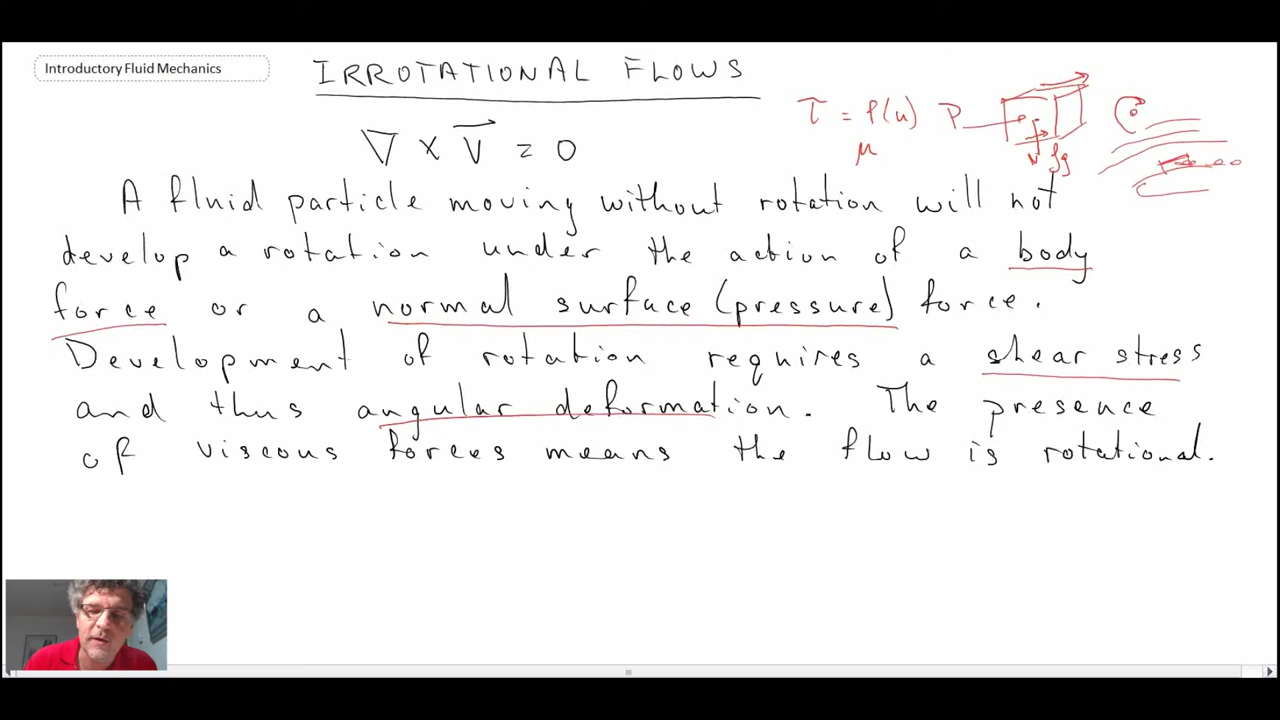 Introductory Fluid Mechanics
IRROTATIONAL FLOWS
τ = f(u) P
μ
ρg
∇ × V = 0
A fluid particle moving without rotation will not
develop a rotation under the action of a body
force or a normal surface (pressure) force.
Development of rotation requires a shear stress
and thus angular deformation. The presence
of viscous forces means the flow is rotational.